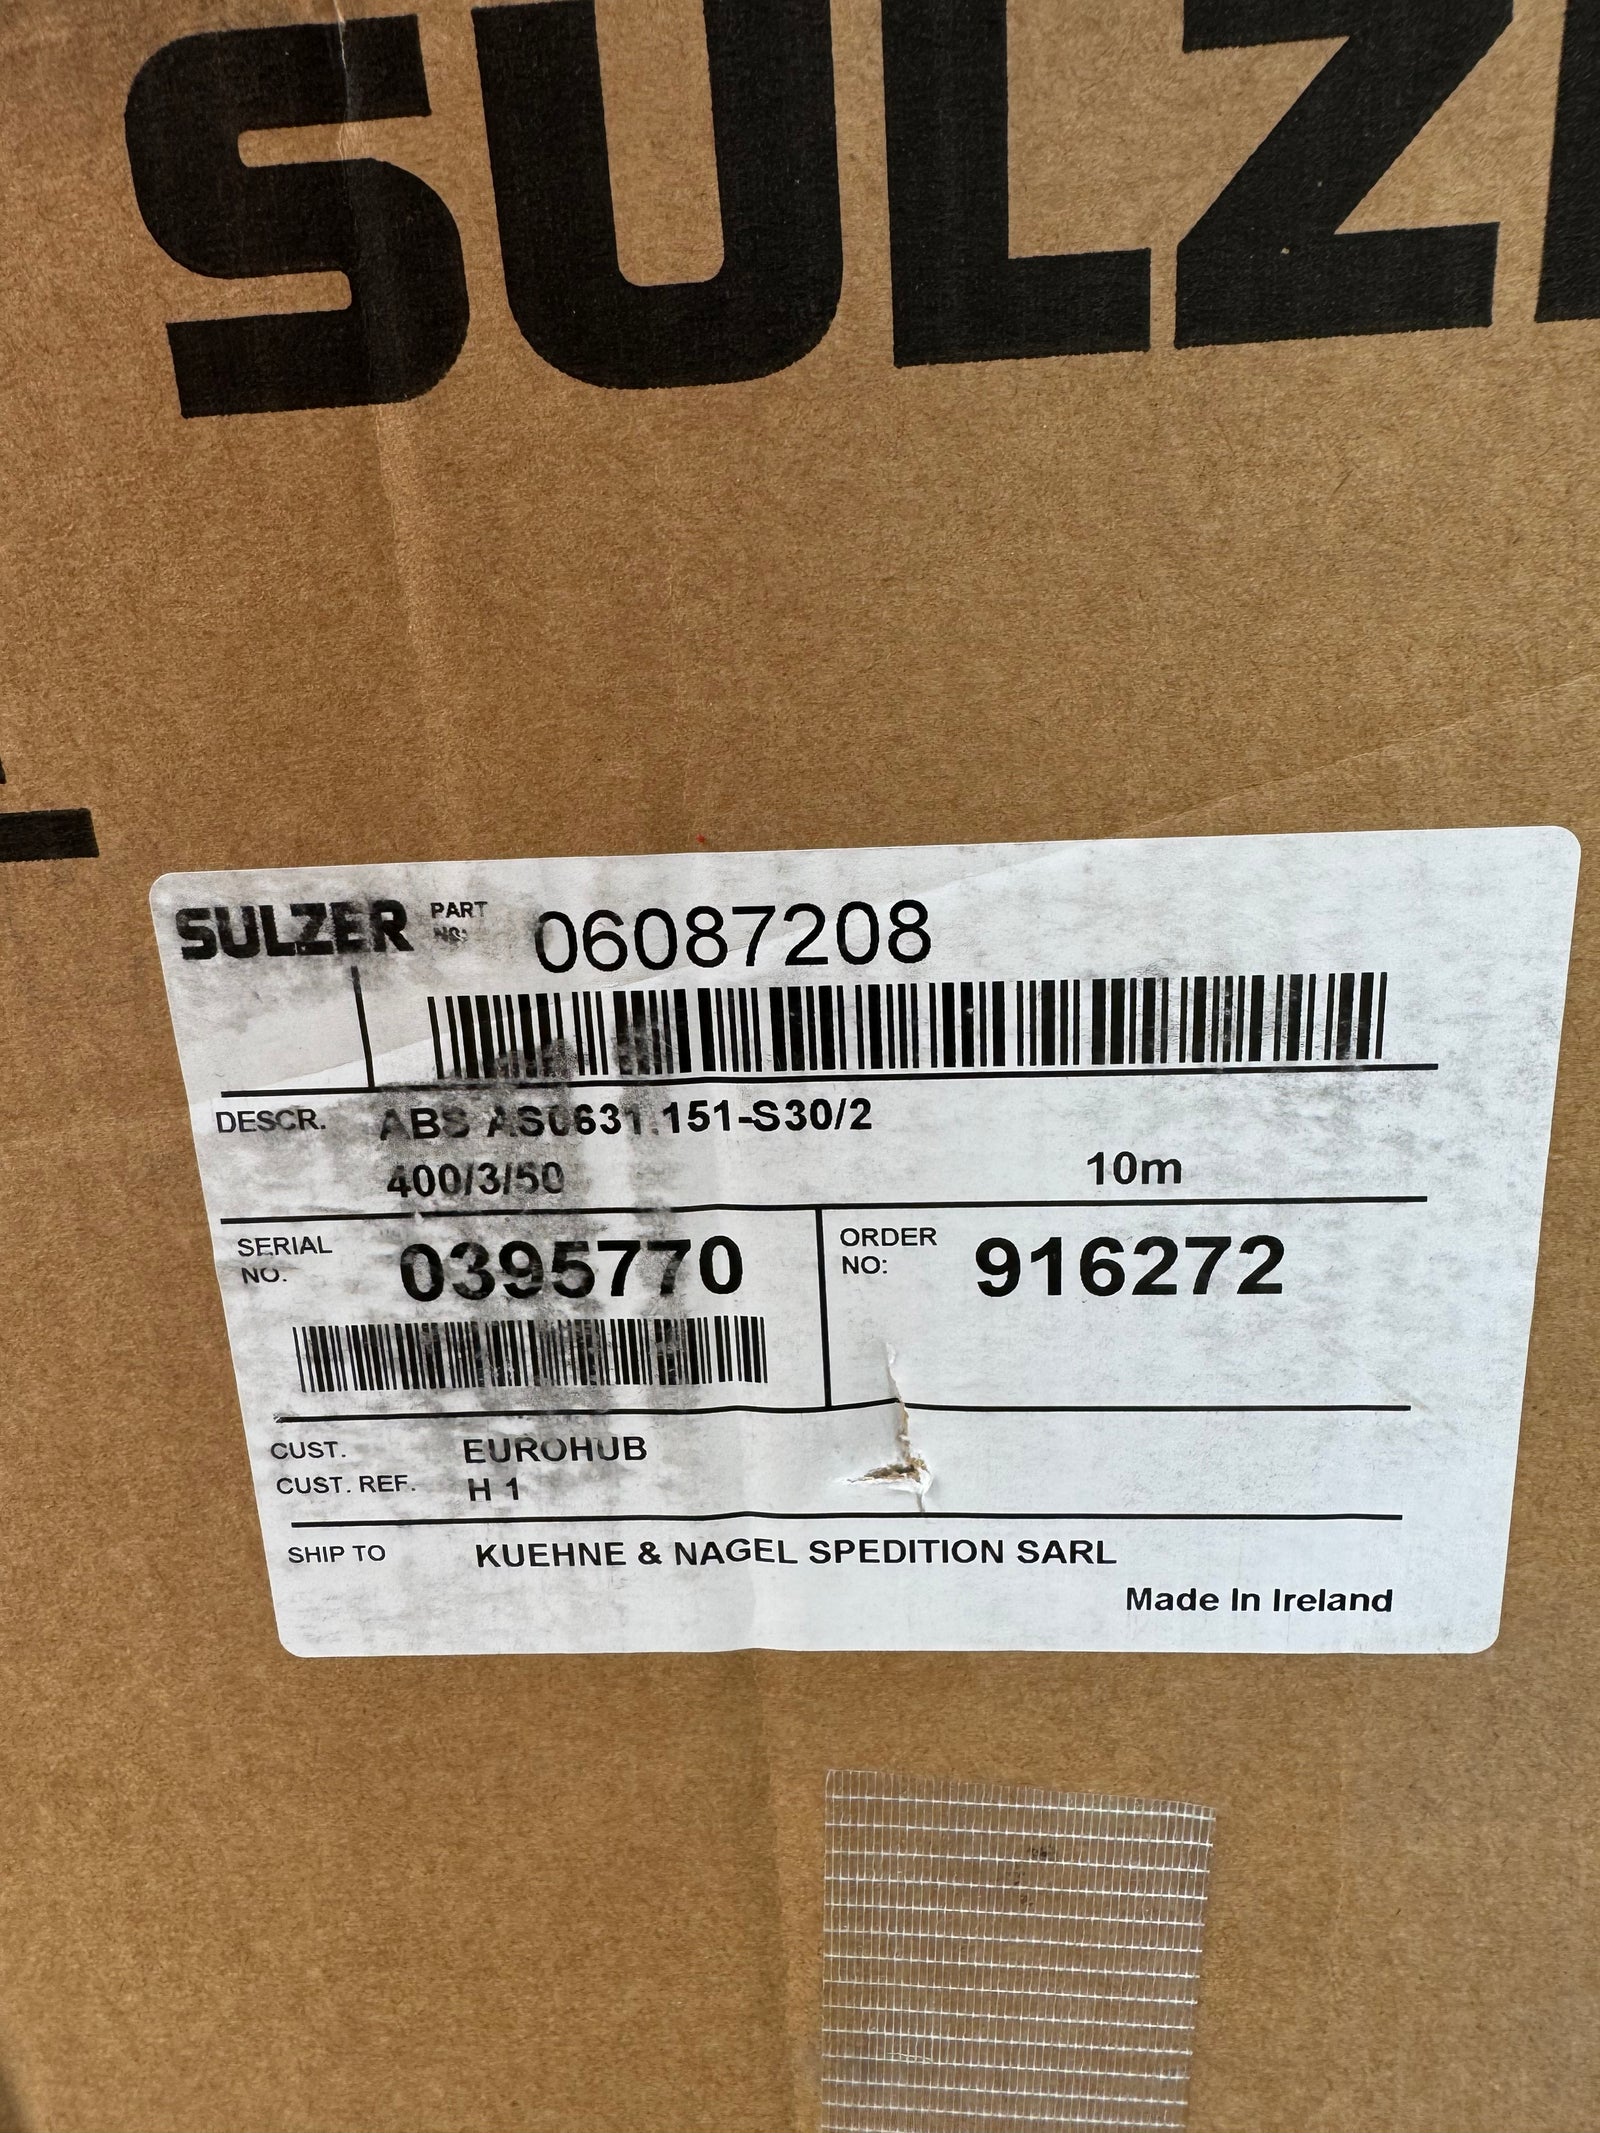 SULZ
SULZER PART NO: 06087208
DESCR. ABS AS0631.151-S30/2
400/3/50 10m
SERIAL NO. 0395770
ORDER NO: 916272
CUST. EUROHUB
CUST. REF. H 1
SHIP TO KUEHNE & NAGEL SPEDITION SARL
Made In Ireland